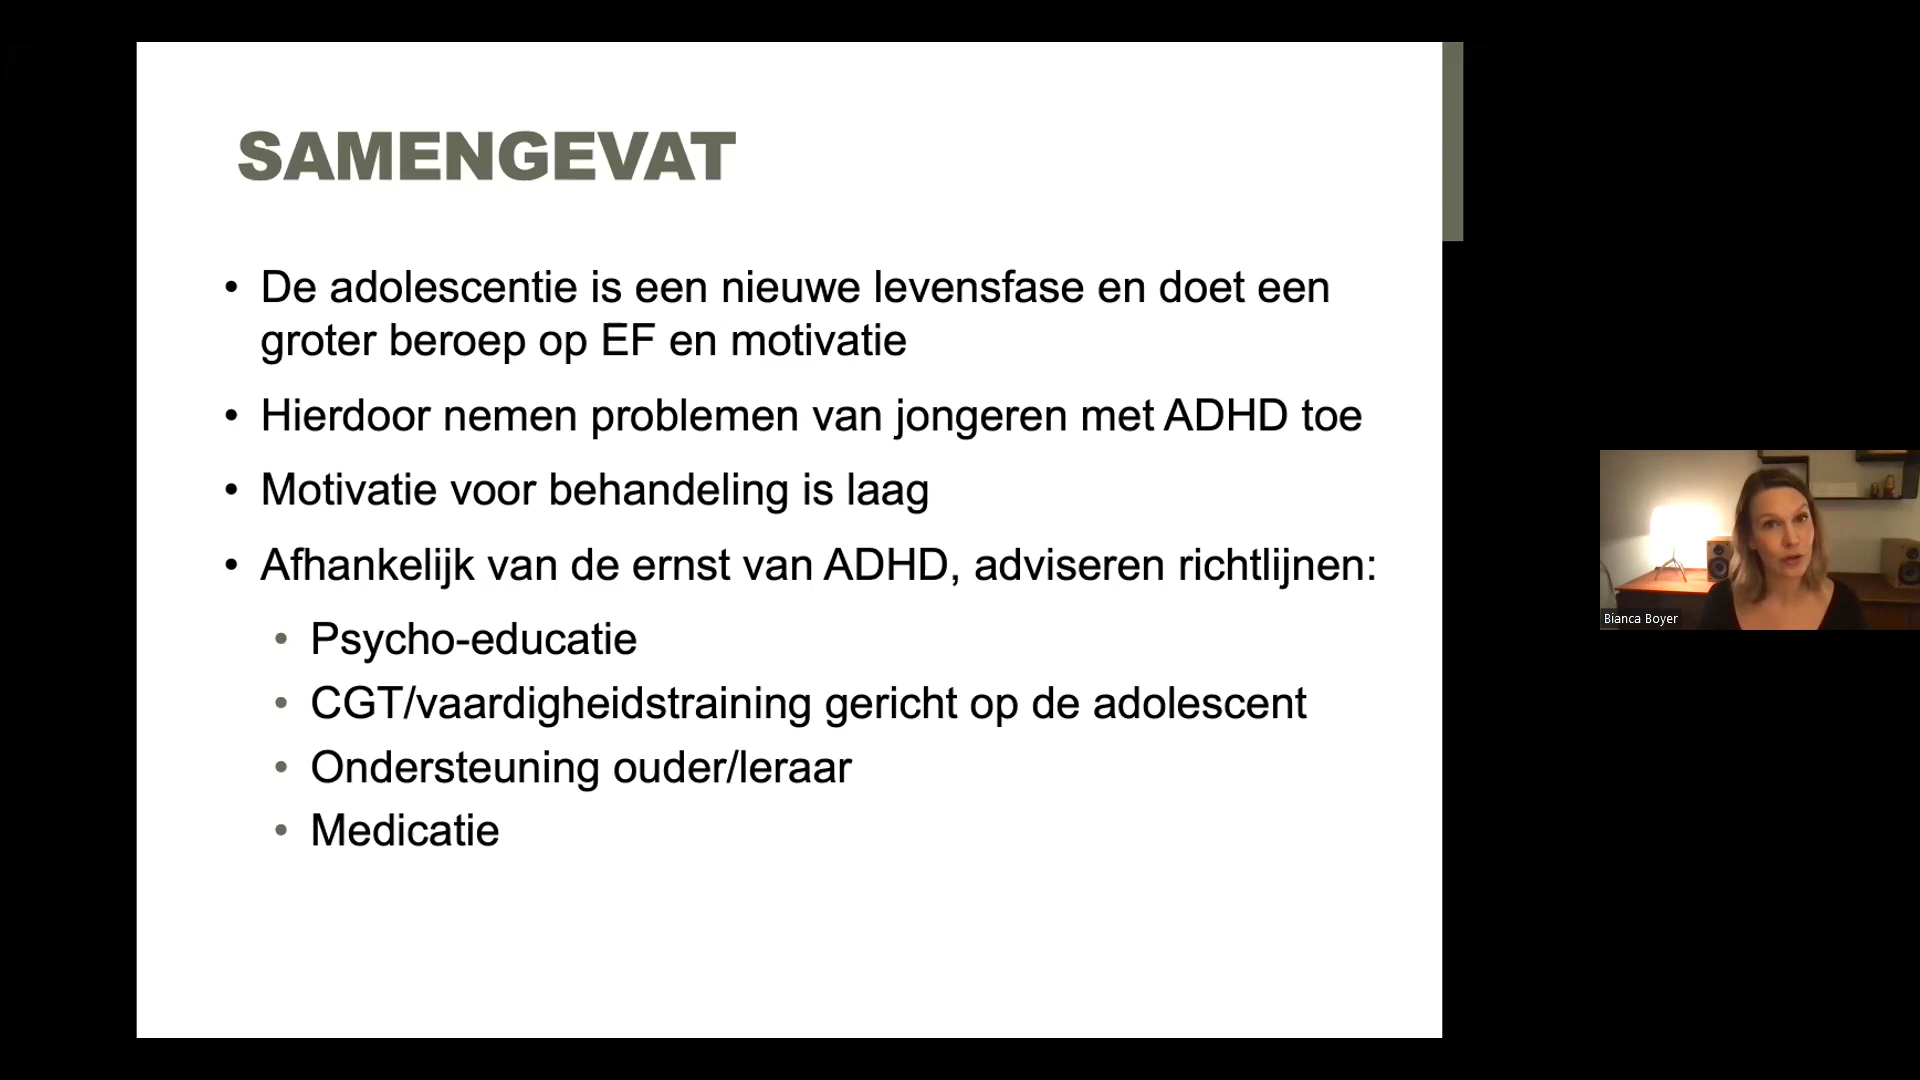 SAMENGEVAT
• De adolescentie is een nieuwe levensfase en doet een
groter beroep op EF en motivatie
• Hierdoor nemen problemen van jongeren met ADHD toe
• Motivatie voor behandeling is laag
• Afhankelijk van de ernst van ADHD, adviseren richtlijnen:
• Psycho-educatie
• CGT/vaardigheidstraining gericht op de adolescent
• Ondersteuning ouder/leraar
• Medicatie
Bianca Boyer